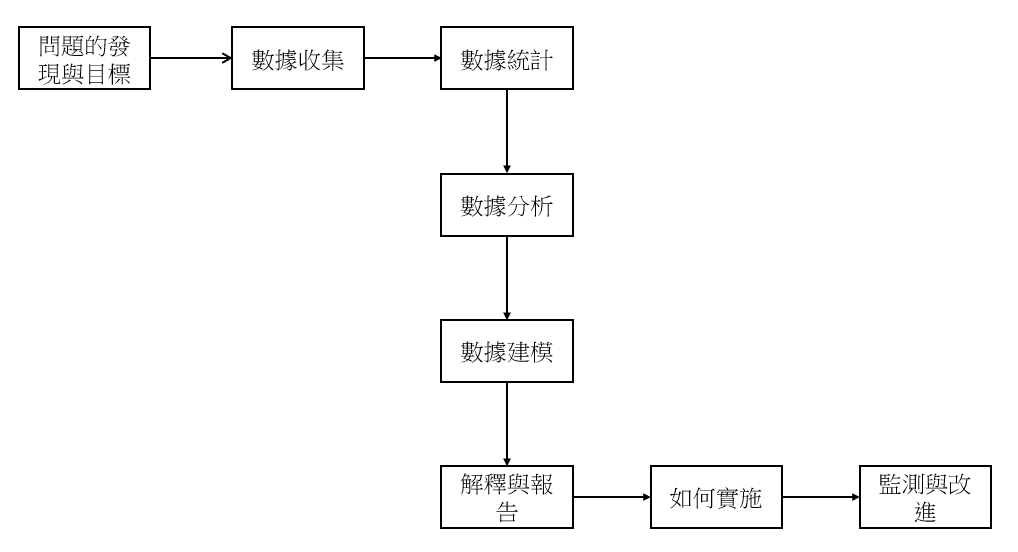 問題的發
現與目標
數據收集
數據統計
數據分析
數據建模
解釋與報
告
如何實施
監測與改
進